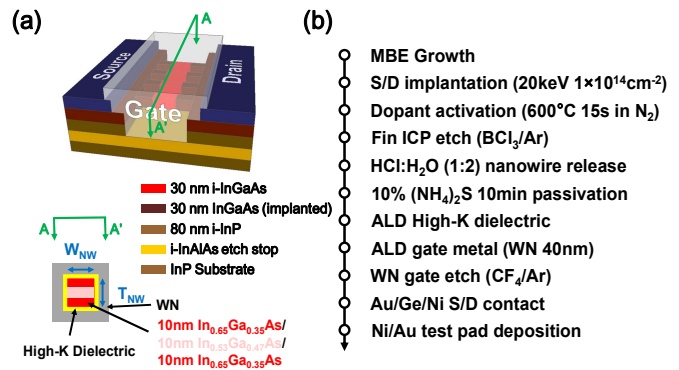 (a)
A
Source
Drain
Gate
A'
30 nm i-InGaAs
30 nm InGaAs (implanted)
80 nm i-InP
i-InAlAs etch stop
InP Substrate
A A'
W_NW
T_NW
WN
High-K Dielectric
10nm In0.65Ga0.35As/
10nm In0.53Ga0.47As/
10nm In0.65Ga0.35As
(b)
MBE Growth
S/D implantation (20keV 1×10¹⁴cm⁻²)
Dopant activation (600°C 15s in N₂)
Fin ICP etch (BCl₃/Ar)
HCl:H₂O (1:2) nanowire release
10% (NH₄)₂S 10min passivation
ALD High-K dielectric
ALD gate metal (WN 40nm)
WN gate etch (CF₄/Ar)
Au/Ge/Ni S/D contact
Ni/Au test pad deposition